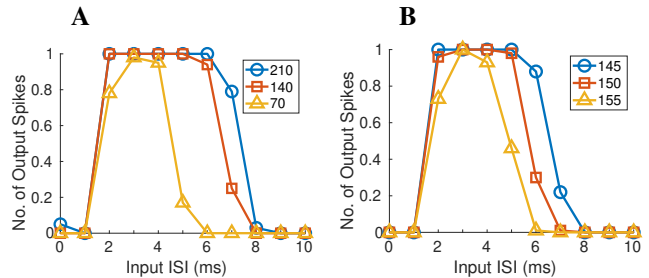 A
No. of Output Spikes
1
0.8
0.6
0.4
0.2
0
0 2 4 6 8 10
Input ISI (ms)
210
140
70
B
No. of Output Spikes
1
0.8
0.6
0.4
0.2
0
0 2 4 6 8 10
Input ISI (ms)
145
150
155